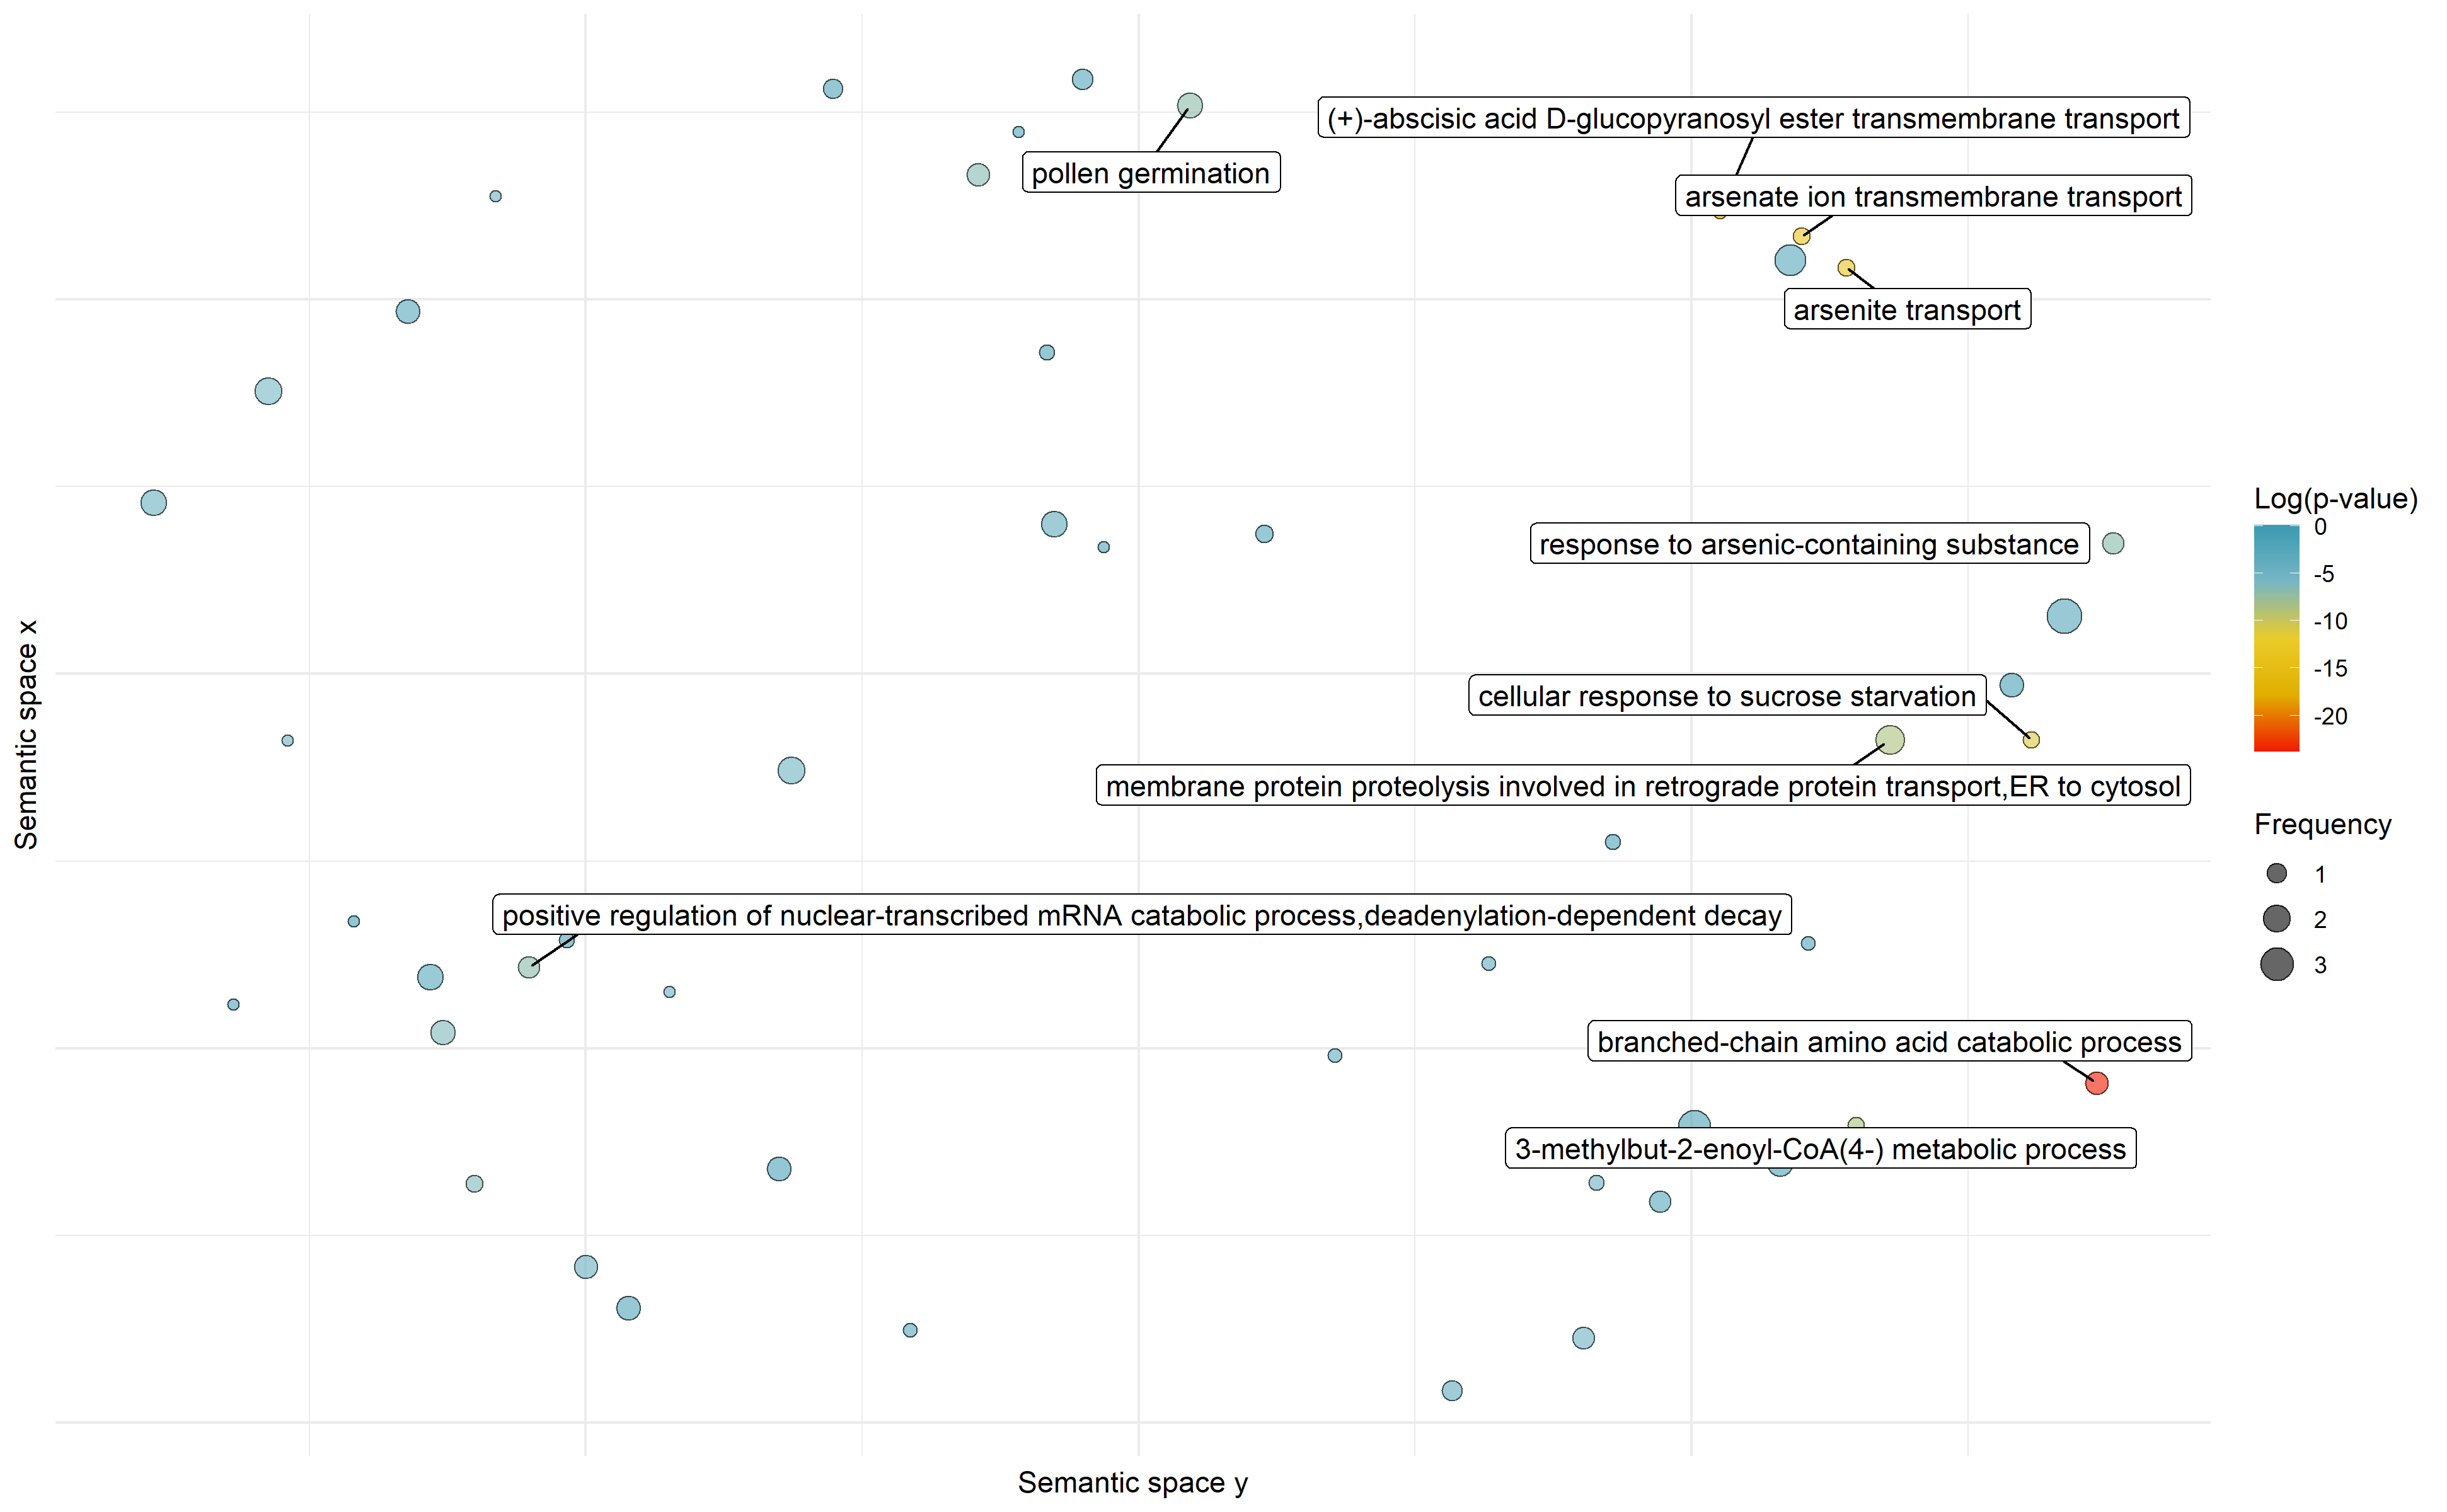 (+)-abscisic acid D-glucopyranosyl ester transmembrane transport
pollen germination
arsenate ion transmembrane transport
arsenite transport
response to arsenic-containing substance
cellular response to sucrose starvation
membrane protein proteolysis involved in retrograde protein transport,ER to cytosol
positive regulation of nuclear-transcribed mRNA catabolic process,deadenylation-dependent decay
branched-chain amino acid catabolic process
3-methylbut-2-enoyl-CoA(4-) metabolic process
Semantic space x
Semantic space y
Log(p-value)
0
-5
-10
-15
-20
Frequency
1
2
3